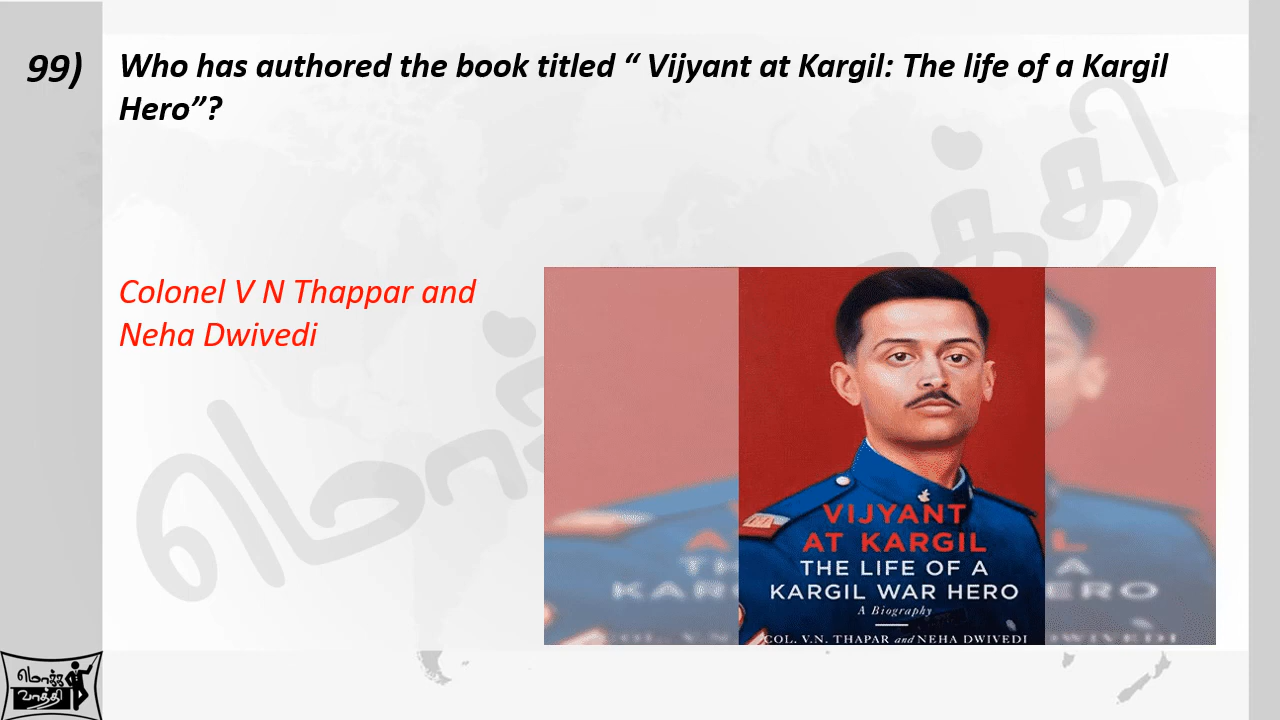 99)
Who has authored the book titled “ Vijyant at Kargil: The life of a Kargil
Hero”?
Colonel V N Thappar and
Neha Dwivedi
VIJYANT
AT KARGIL
THE LIFE OF A
KARGIL WAR HERO
A Biography
COL. V.N. THAPAR and NEHA DWIVEDI
மொக்க
வாத்தி